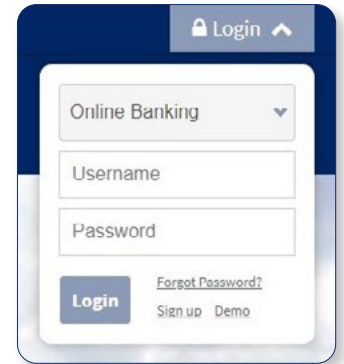 Login
Online Banking
Username
Password
Login
Forgot Password?
Sign up Demo